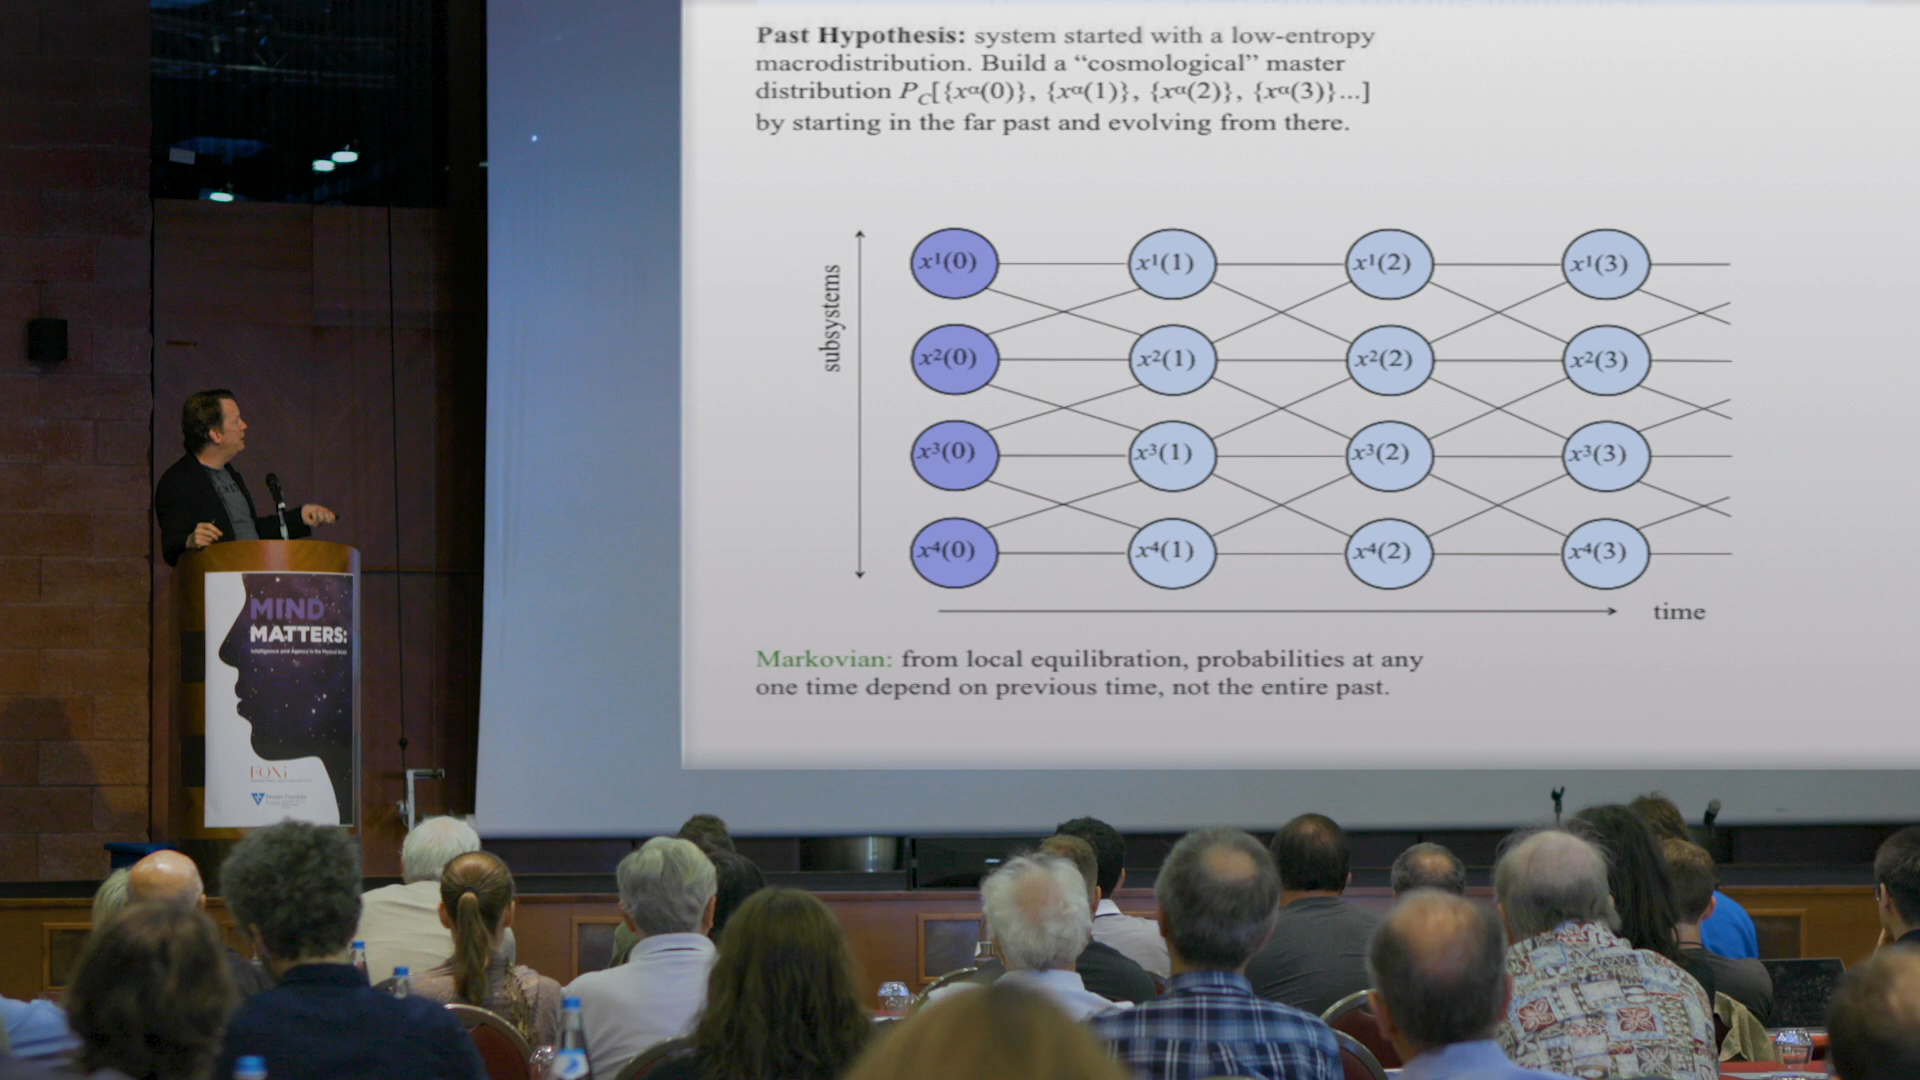 Past Hypothesis: system started with a low-entropy
macrodistribution. Build a “cosmological” master
distribution P_C[{xᵅ(0)}, {xᵅ(1)}, {xᵅ(2)}, {xᵅ(3)}...]
by starting in the far past and evolving from there.
subsystems
x¹(0) x¹(1) x¹(2) x¹(3)
x²(0) x²(1) x²(2) x²(3)
x³(0) x³(1) x³(2) x³(3)
x⁴(0) x⁴(1) x⁴(2) x⁴(3)
time
Markovian: from local equilibration, probabilities at any
one time depend on previous time, not the entire past.
MIND
MATTERS:
Intelligence and Agency in the Physical World
FQXi